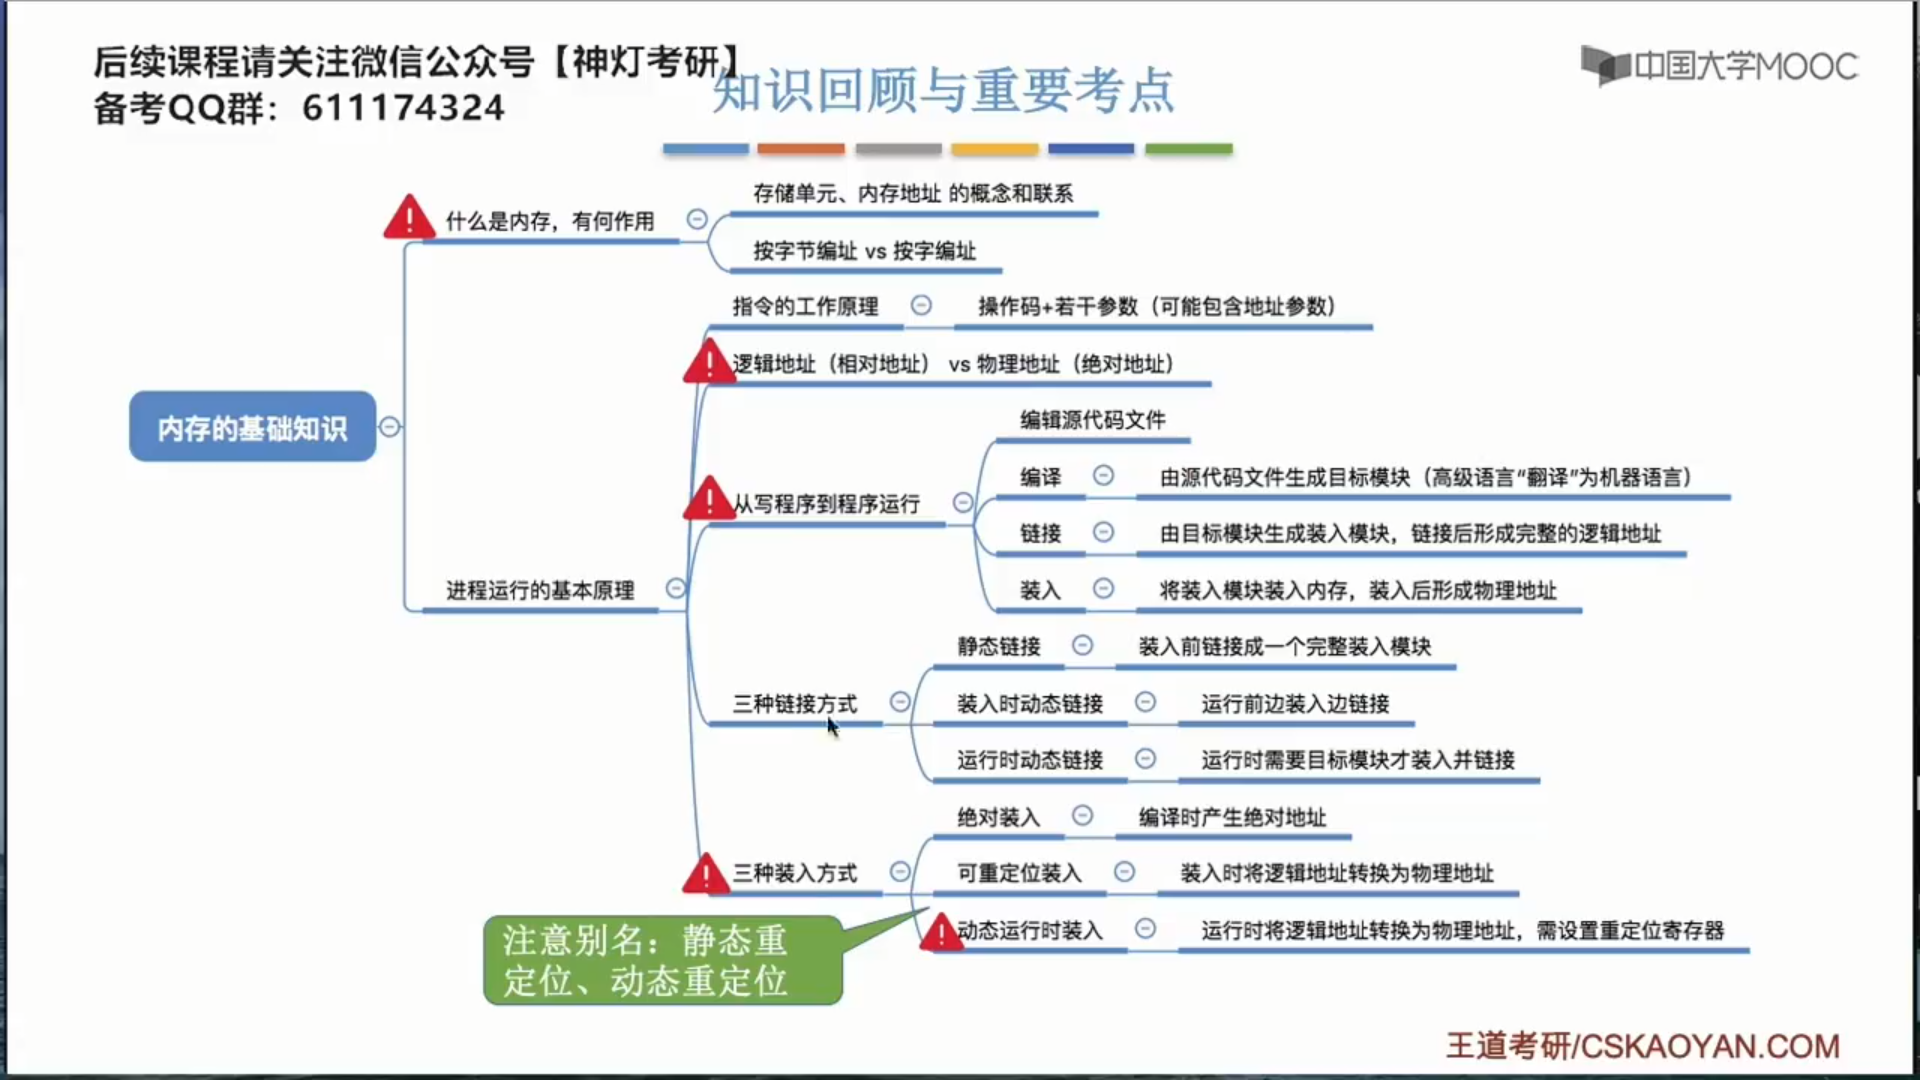 后续课程请关注微信公众号【神灯考研】
备考QQ群：611174324
中国大学MOOC
知识回顾与重要考点
内存的基础知识
什么是内存，有何作用
存储单元、内存地址 的概念和联系
按字节编址 vs 按字编址
进程运行的基本原理
指令的工作原理
操作码+若干参数（可能包含地址参数）
逻辑地址（相对地址） vs 物理地址（绝对地址）
从写程序到程序运行
编辑源代码文件
编译
由源代码文件生成目标模块（高级语言“翻译”为机器语言）
链接
由目标模块生成装入模块，链接后形成完整的逻辑地址
装入
将装入模块装入内存，装入后形成物理地址
三种链接方式
静态链接
装入前链接成一个完整装入模块
装入时动态链接
运行前边装入边链接
运行时动态链接
运行时需要目标模块才装入并链接
三种装入方式
绝对装入
编译时产生绝对地址
可重定位装入
装入时将逻辑地址转换为物理地址
动态运行时装入
运行时将逻辑地址转换为物理地址，需设置重定位寄存器
注意别名：静态重
定位、动态重定位
王道考研/CSKAOYAN.COM